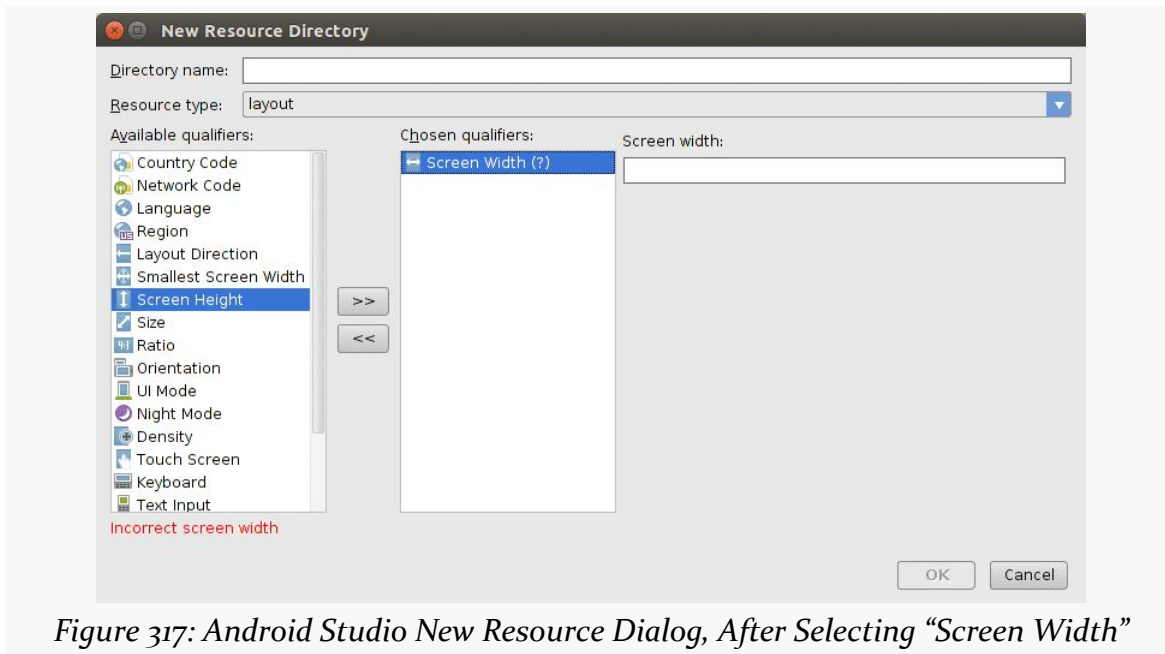 New Resource Directory
Directory name:
Resource type: layout
Available qualifiers:
Country Code
Network Code
Language
Region
Layout Direction
Smallest Screen Width
Screen Height
Size
Ratio
Orientation
UI Mode
Night Mode
Density
Touch Screen
Keyboard
Text Input
>>
<<
Chosen qualifiers:
Screen Width (?)
Screen width:
Incorrect screen width
OK Cancel
Figure 317: Android Studio New Resource Dialog, After Selecting “Screen Width”